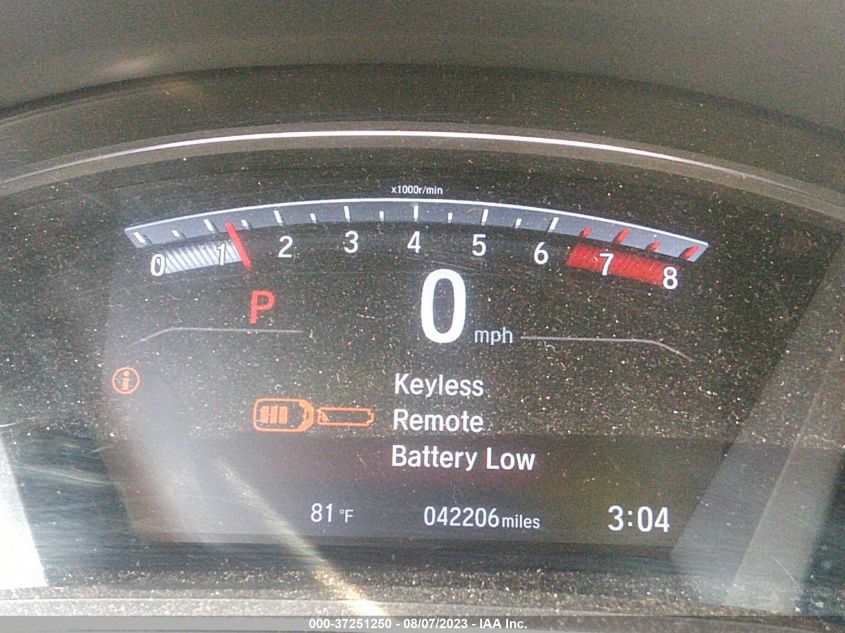 x1000r/min
0 1 2 3 4 5 6 7 8
P
0 mph
Keyless
Remote
Battery Low
81 °F 042206 miles 3:04
000-37251250 - 08/07/2023 - IAA Inc.